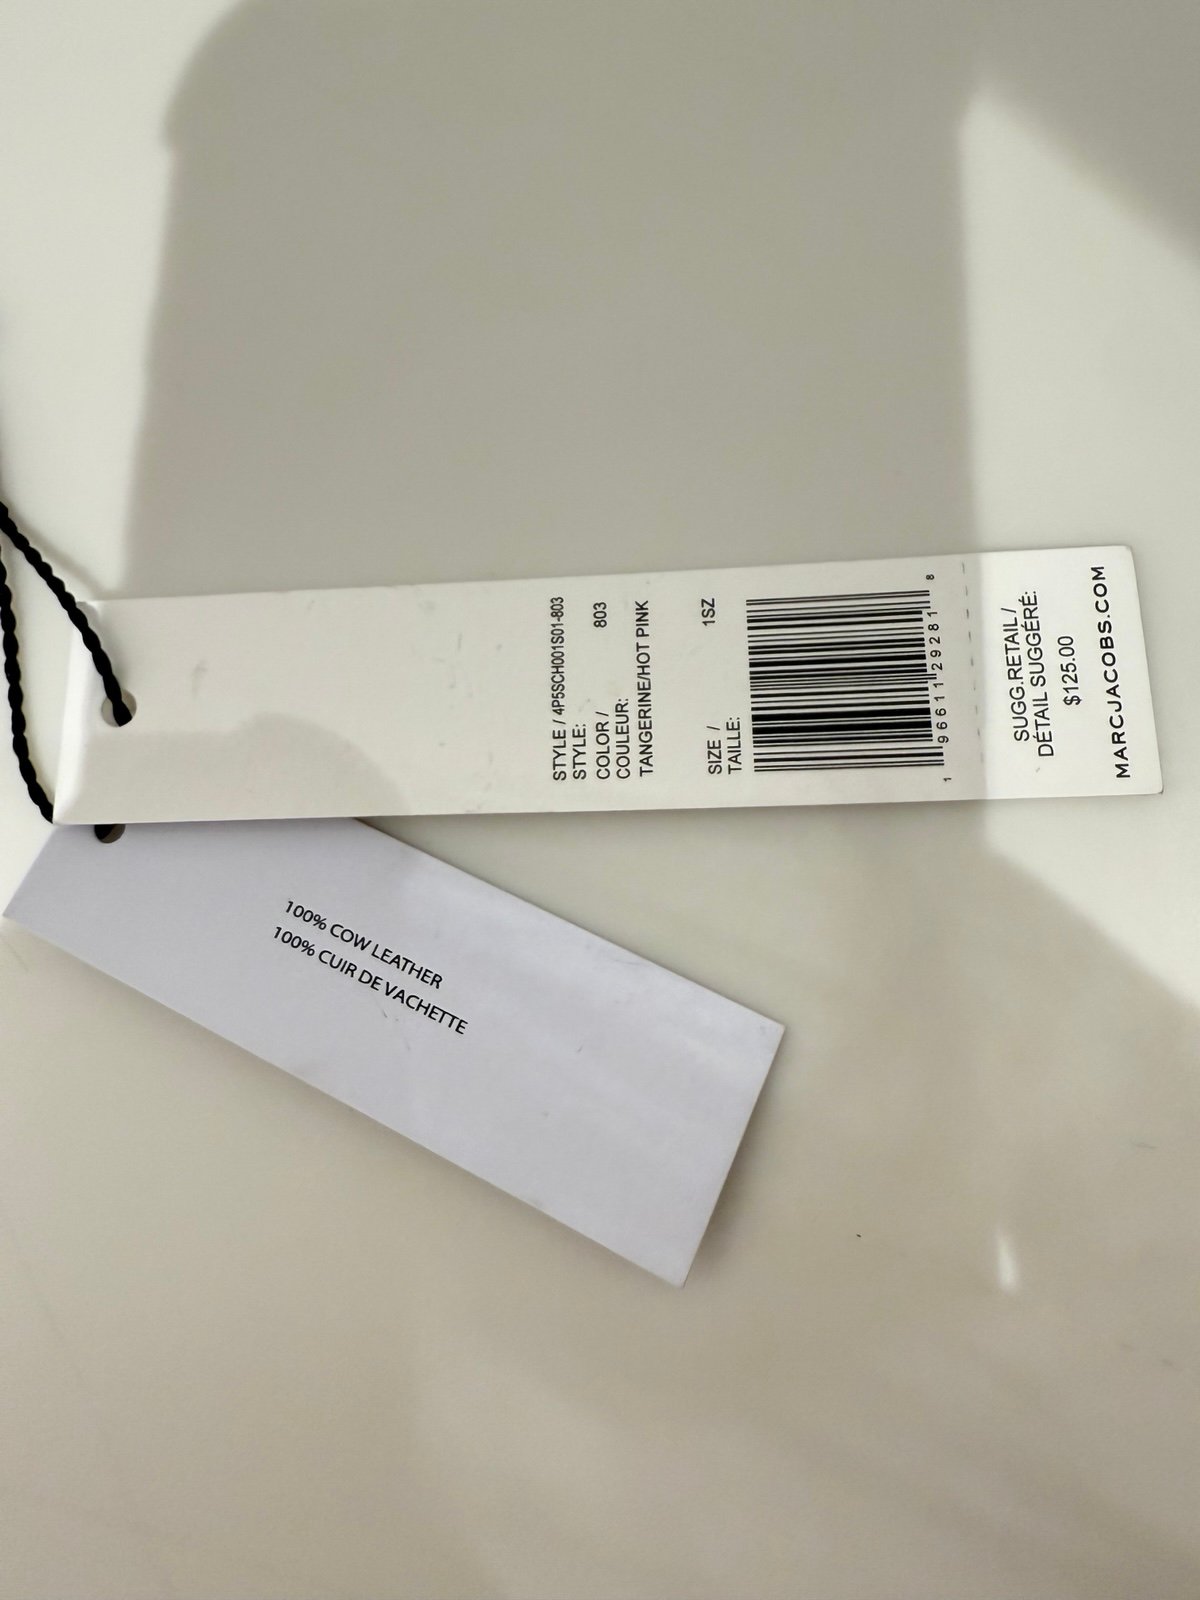 STYLE / 4P5SCH001S01-803
STYLE:
COLOR / 803
COULEUR:
TANGERINE/HOT PINK
SIZE / 1SZ
TAILLE:
1 96611 29281 8
SUGG.RETAIL /
DÉTAIL SUGGÉRÉ:
$125.00
MARCJACOBS.COM
100% COW LEATHER
100% CUIR DE VACHETTE